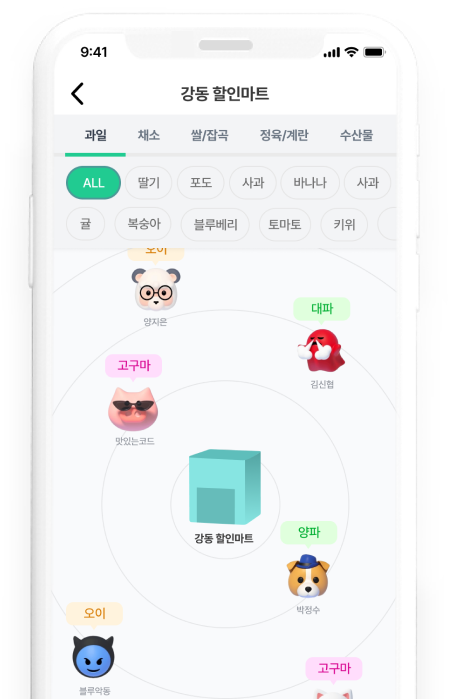 9:41
강동 할인마트
과일 채소 쌀/잡곡 정육/계란 수산물
ALL 딸기 포도 사과 바나나 사과
귤 복숭아 블루베리 토마토 키위
오이
양지은
대파
김신협
고구마
맛있는코드
강동 할인마트
양파
박정수
오이
블루악동
고구마